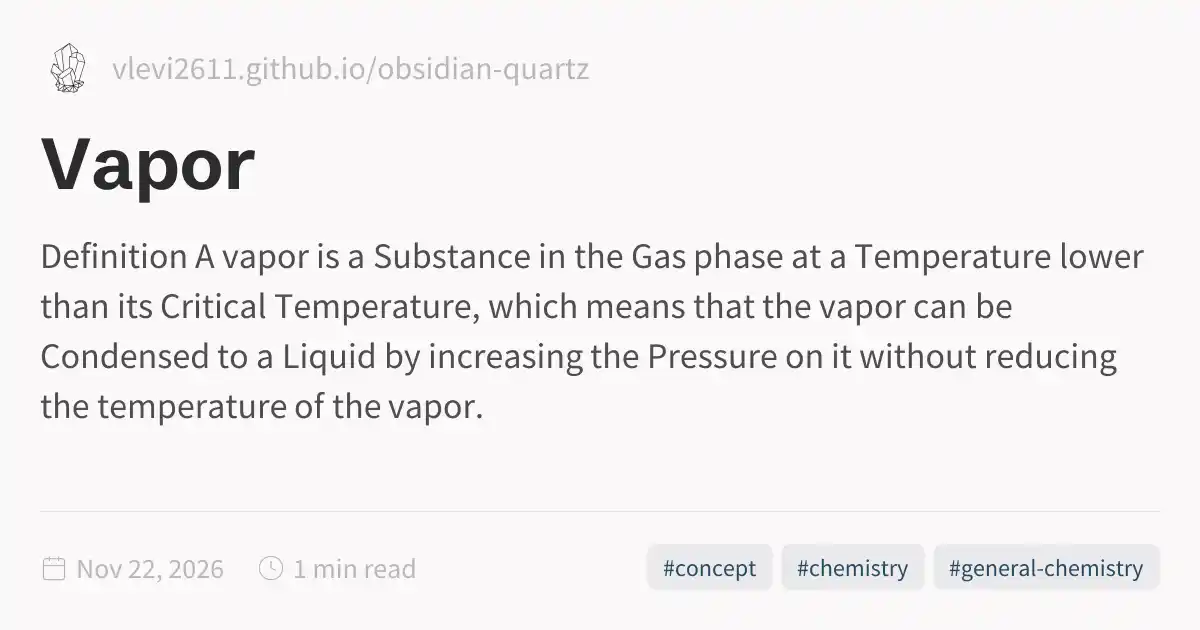 vlevi2611.github.io/obsidian-quartz
Vapor
Definition A vapor is a Substance in the Gas phase at a Temperature lower
than its Critical Temperature, which means that the vapor can be
Condensed to a Liquid by increasing the Pressure on it without reducing
the temperature of the vapor.
Nov 22, 2026 1 min read #concept #chemistry #general-chemistry